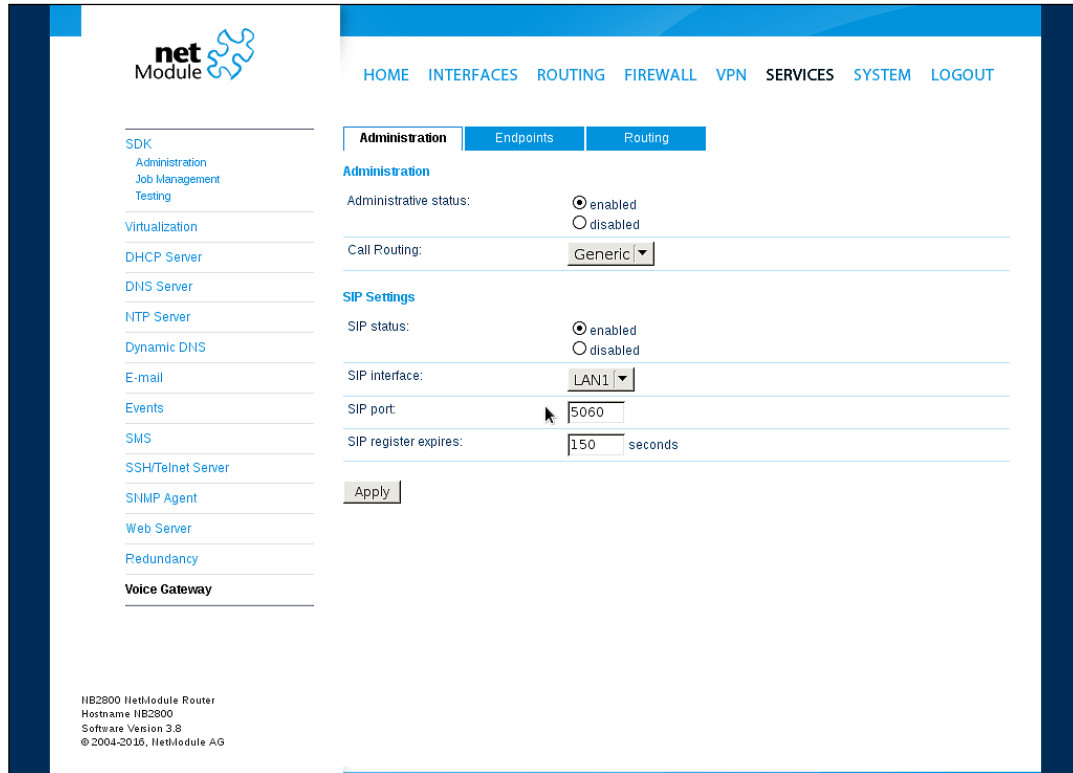 net
Module
HOME INTERFACES ROUTING FIREWALL VPN SERVICES SYSTEM LOGOUT
SDK
Administration
Job Management
Testing
Virtualization
DHCP Server
DNS Server
NTP Server
Dynamic DNS
E-mail
Events
SMS
SSH/Telnet Server
SNMP Agent
Web Server
Redundancy
Voice Gateway
Administration Endpoints Routing
Administration
Administrative status:
enabled
disabled
Call Routing: Generic
SIP Settings
SIP status:
enabled
disabled
SIP interface: LAN1
SIP port: 5060
SIP register expires: 150 seconds
Apply
NB2800 NetModule Router
Hostname NB2800
Software Version 3.8
© 2004-2016, NetModule AG